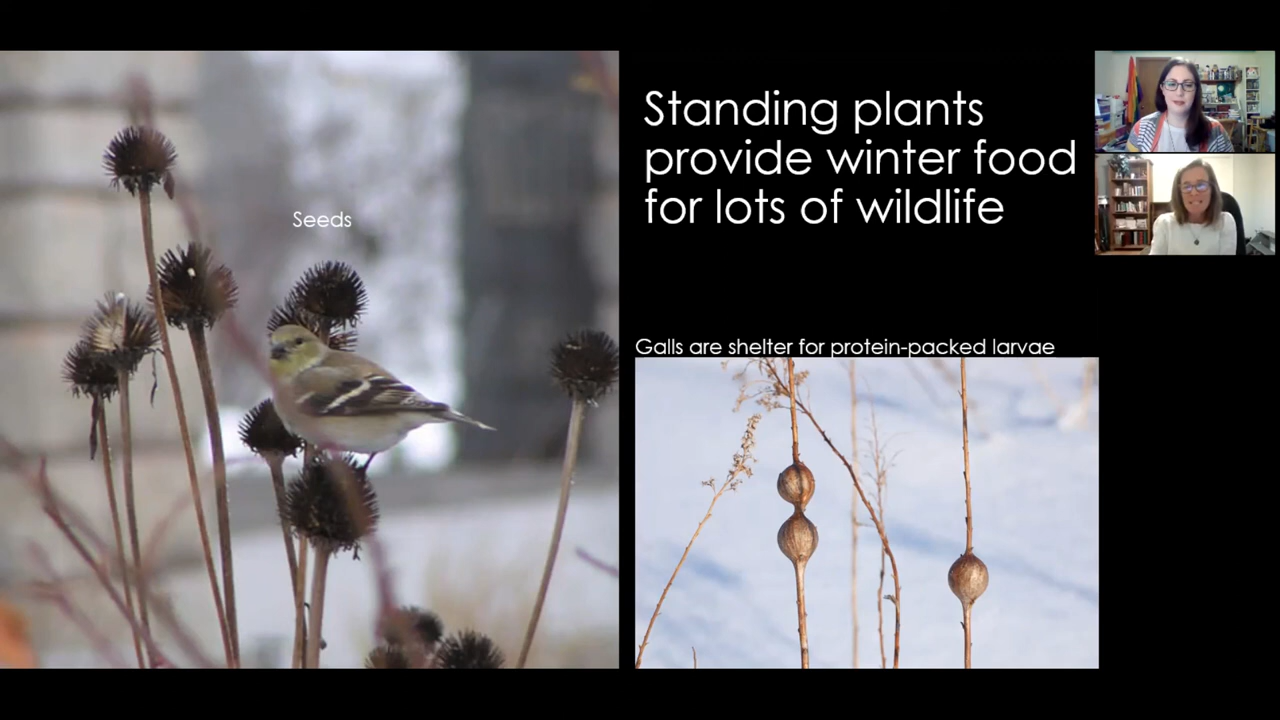 Standing plants
provide winter food
for lots of wildlife
Seeds
Galls are shelter for protein-packed larvae